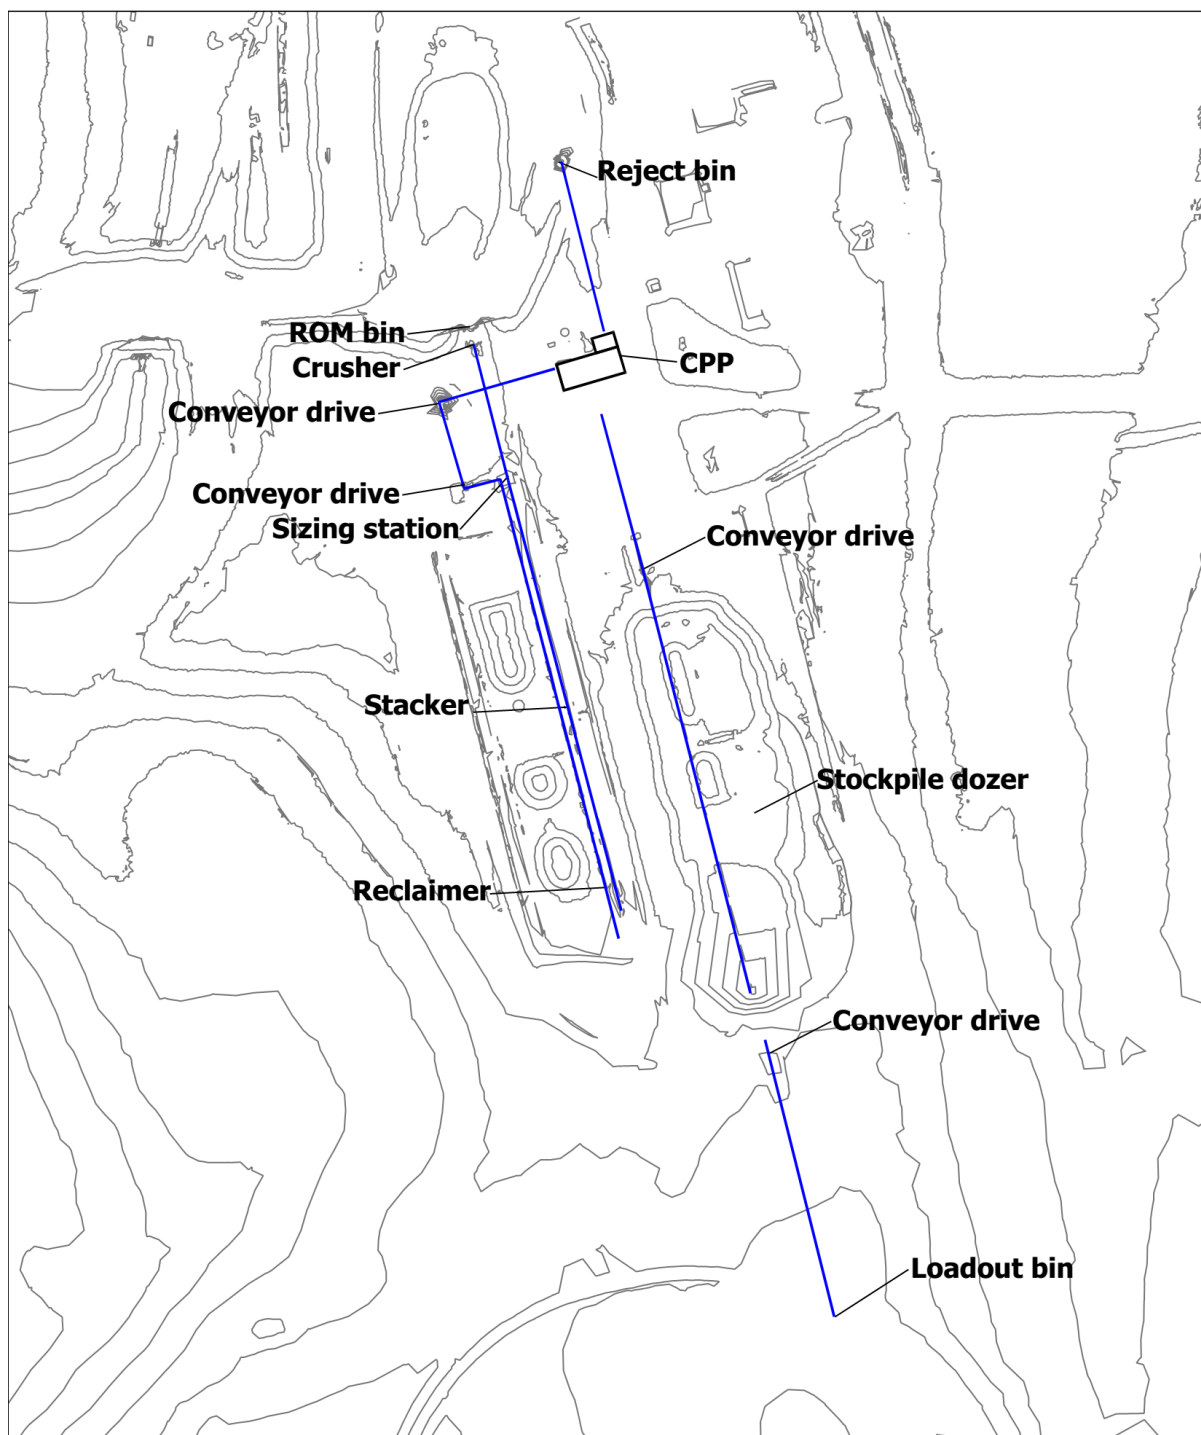 Reject bin
ROM bin
Crusher
CPP
Conveyor drive
Conveyor drive
Sizing station
Conveyor drive
Stacker
Stockpile dozer
Reclaimer
Conveyor drive
Loadout bin